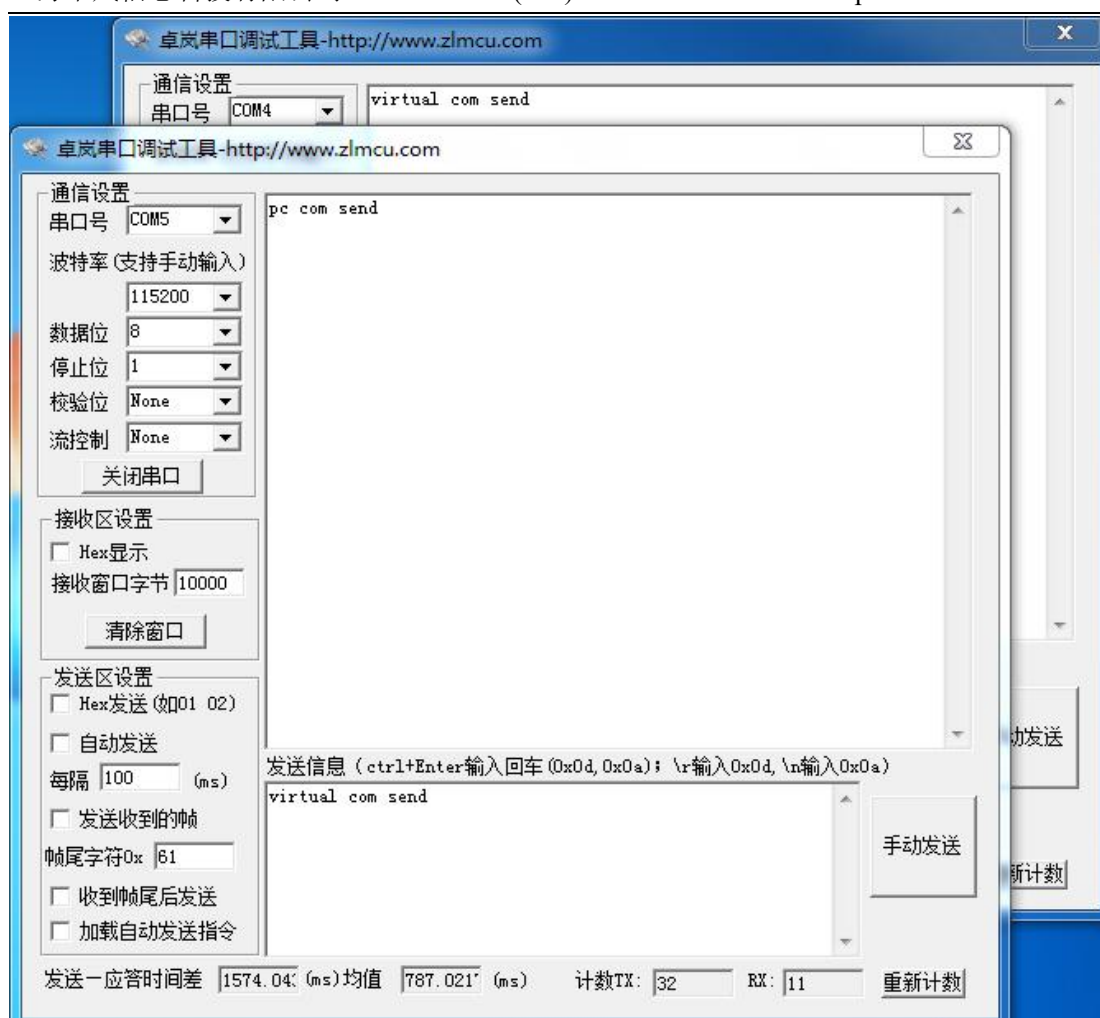 卓岚串口调试工具-http://www.zlmcu.com
x
通信设置
串口号 COM4
virtual com send
卓岚串口调试工具-http://www.zlmcu.com
通信设置
串口号 COM5
pc com send
波特率(支持手动输入)
115200
数据位 8
停止位 1
校验位 None
流控制 None
关闭串口
接收区设置
Hex显示
接收窗口字节 10000
清除窗口
发送区设置
Hex发送(如01 02)
自动发送
动发送
每隔 100 (ms)
发送信息(ctrl+Enter输入回车(0x0d,0x0a); \r输入0x0d,\n输入0x0a)
virtual com send
发送收到的帧
手动发送
帧尾字符0x 61
新计数
收到帧尾后发送
加载自动发送指令
发送一应答时间差 1574.04 (ms)均值 787.021 (ms) 计数TX: 32 RX: 11 重新计数